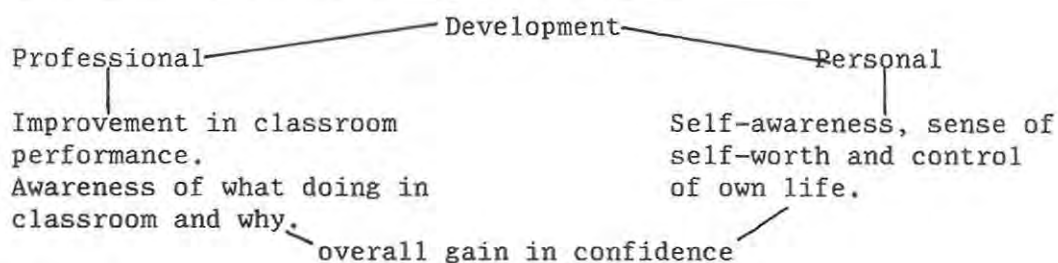 Development
Professional
Personal
Improvement in classroom
performance.
Awareness of what doing in
classroom and why.
Self-awareness, sense of
self-worth and control
of own life.
overall gain in confidence